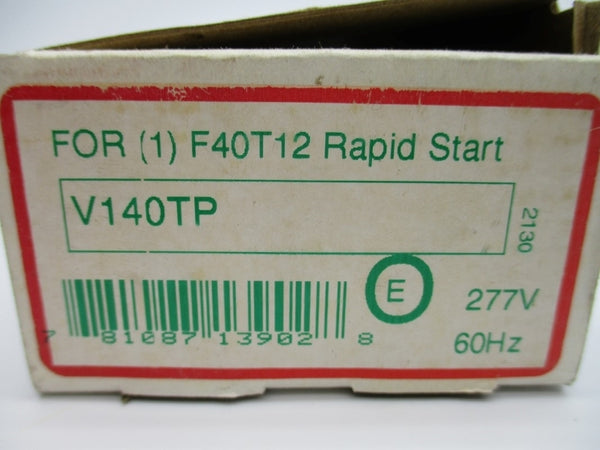 FOR (1) F40T12 Rapid Start
V140TP
2130
E
277V
60Hz
7 81087 13902 8